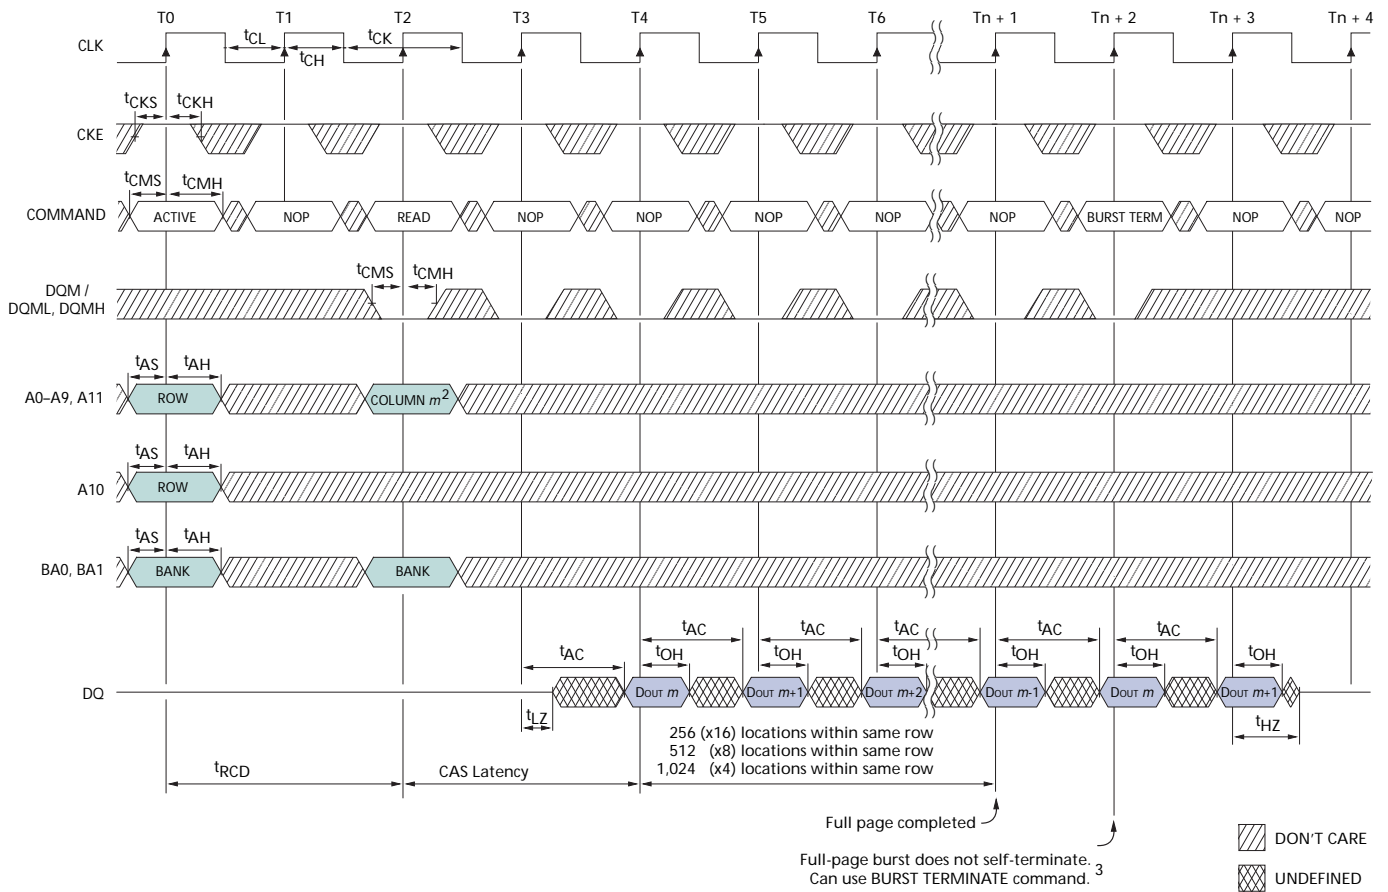 T0 T1 T2 T3 T4 T5 T6 Tn + 1 Tn + 2 Tn + 3 Tn + 4
CLK tCL tCH tCK
tCKS tCKH
CKE
tCMS tCMH
COMMAND ACTIVE NOP READ NOP NOP NOP NOP NOP BURST TERM NOP NOP
tCMS tCMH
DQM /
DQML, DQMH
tAS tAH
A0–A9, A11 ROW COLUMN m2
tAS tAH
A10 ROW
tAS tAH
BA0, BA1 BANK BANK
tAC tAC tAC tAC tAC tAC
tOH tOH tOH tOH tOH tOH
DQ DOUT m DOUT m+1 DOUT m+2 DOUT m-1 DOUT m DOUT m+1
tLZ tHZ
256 (x16) locations within same row
512 (x8) locations within same row
1,024 (x4) locations within same row
tRCD CAS Latency
Full page completed
Full-page burst does not self-terminate.
Can use BURST TERMINATE command. 3
DON'T CARE
UNDEFINED